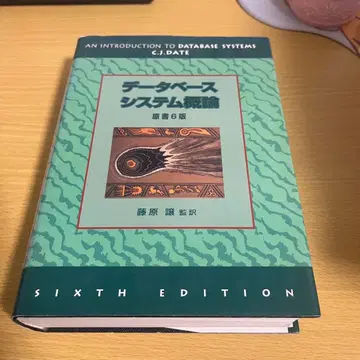 AN INTRODUCTION TO DATABASE SYSTEMS
C.J.DATE
データベース
システム概論
原書6版
藤原 譲 監訳
SIXTH EDITION